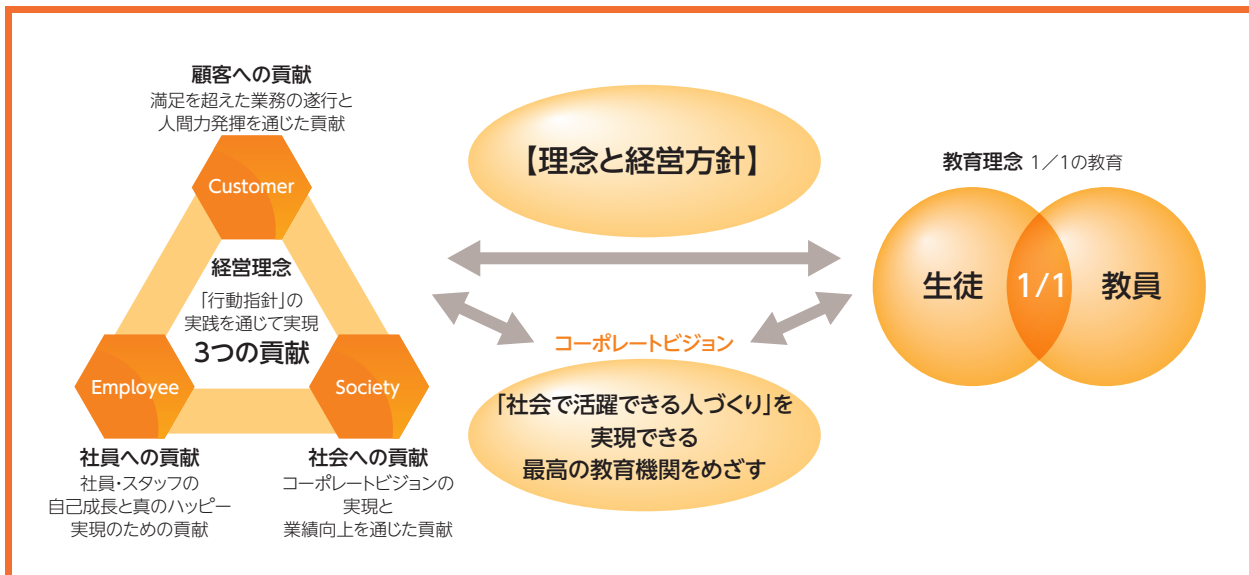 顧客への貢献
満足を超えた業務の遂行と
人間力発揮を通じた貢献
Customer
経営理念
「行動指針」の
実践を通じて実現
3つの貢献
Employee
Society
社員への貢献
社員・スタッフの
自己成長と真のハッピー
実現のための貢献
社会への貢献
コーポレートビジョンの
実現と
業績向上を通じた貢献
【理念と経営方針】
コーポレートビジョン
「社会で活躍できる人づくり」を
実現できる
最高の教育機関をめざす
教育理念 1/1の教育
生徒 1/1 教員